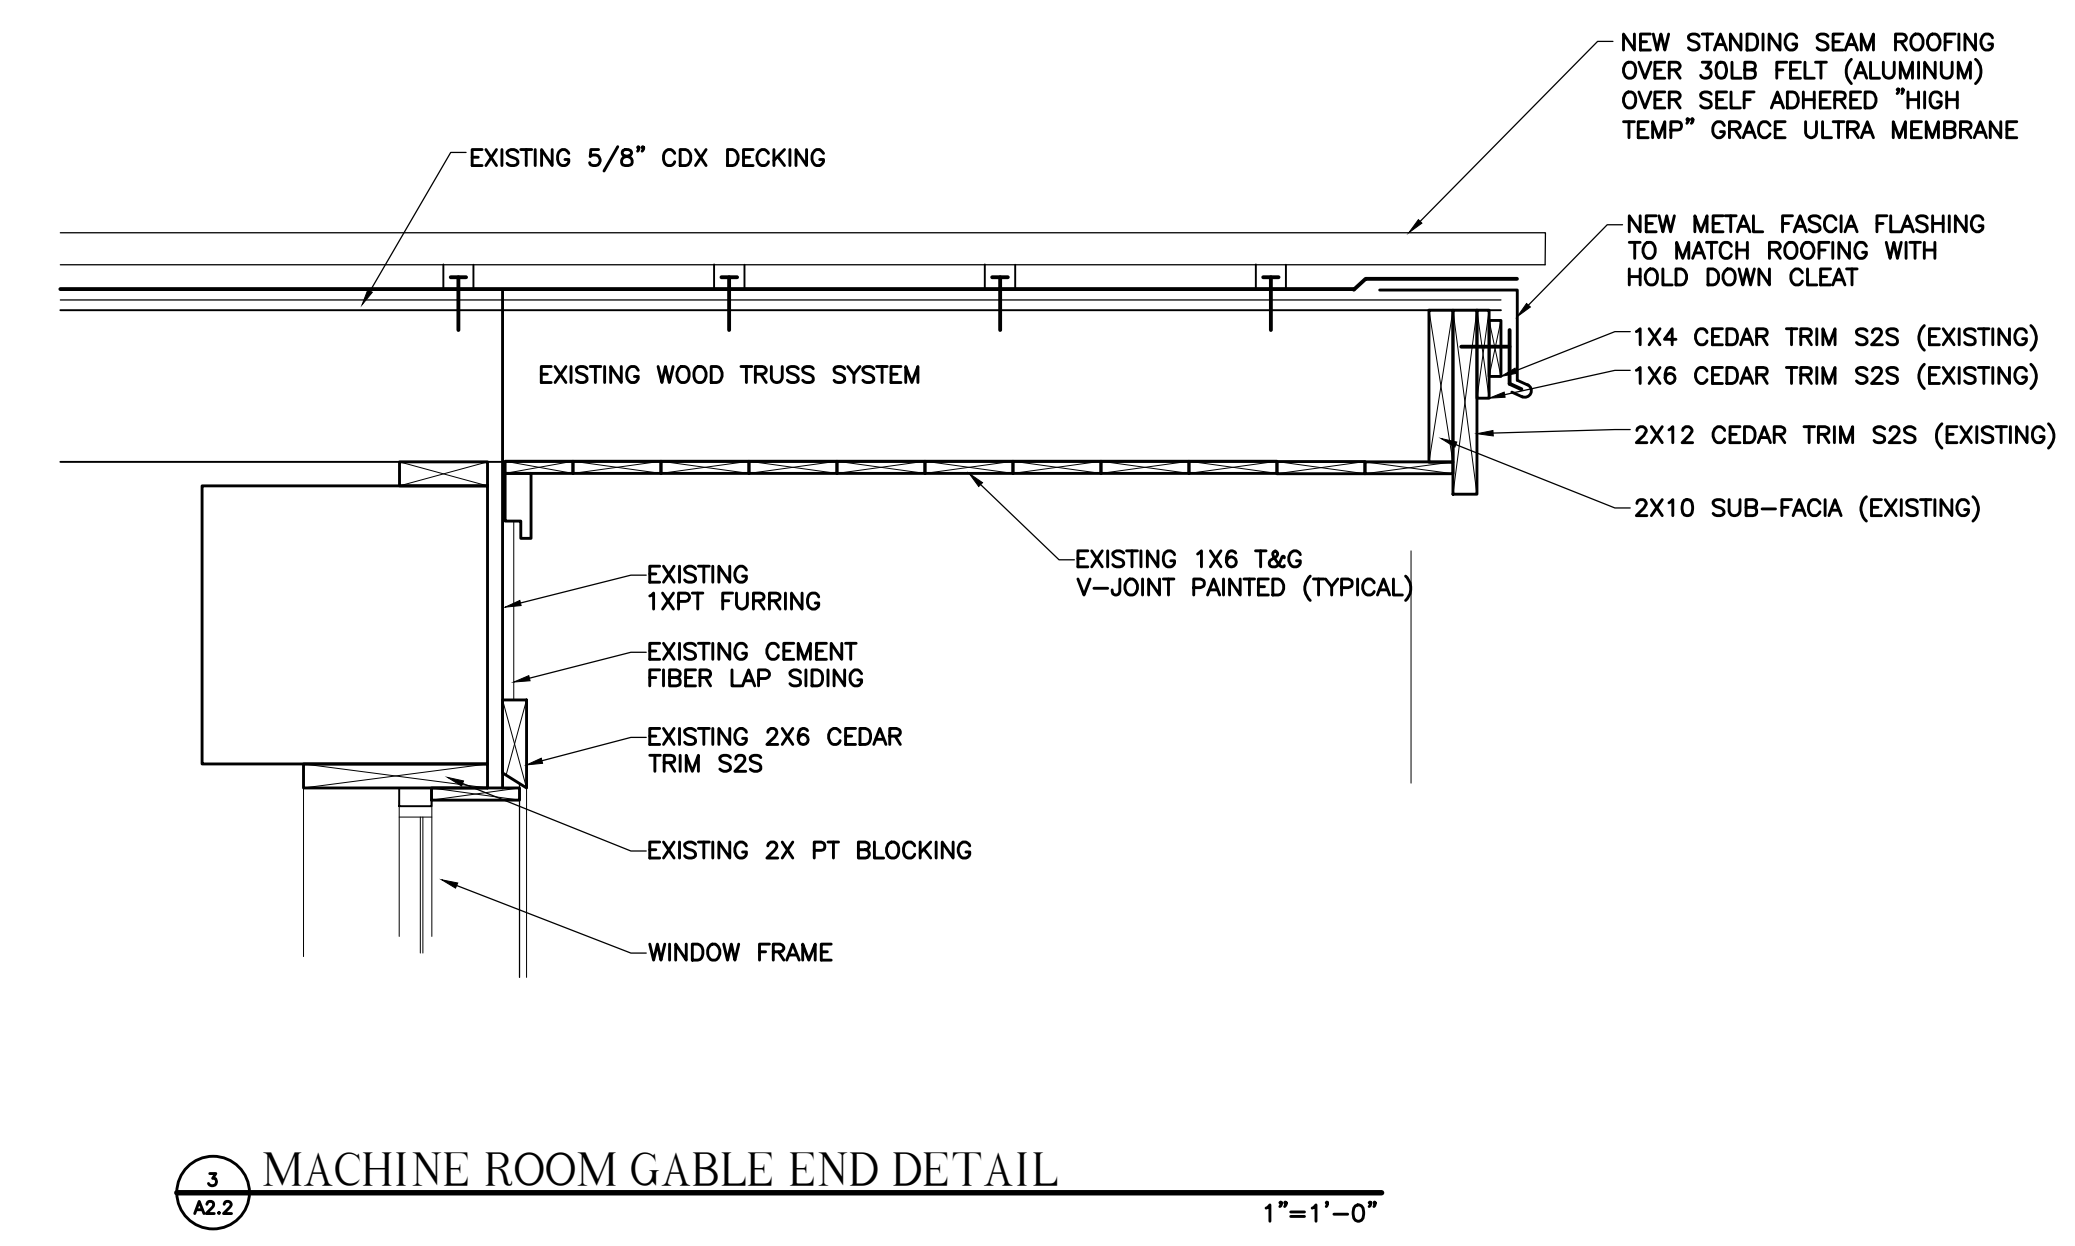 NEW STANDING SEAM ROOFING
OVER 30LB FELT (ALUMINUM)
OVER SELF ADHERED "HIGH
TEMP" GRACE ULTRA MEMBRANE
EXISTING 5/8" CDX DECKING
NEW METAL FASCIA FLASHING
TO MATCH ROOFING WITH
HOLD DOWN CLEAT
1X4 CEDAR TRIM S2S (EXISTING)
EXISTING WOOD TRUSS SYSTEM
1X6 CEDAR TRIM S2S (EXISTING)
2X12 CEDAR TRIM S2S (EXISTING)
2X10 SUB-FACIA (EXISTING)
EXISTING 1X6 T&G
V-JOINT PAINTED (TYPICAL)
EXISTING
1XPT FURRING
EXISTING CEMENT
FIBER LAP SIDING
EXISTING 2X6 CEDAR
TRIM S2S
EXISTING 2X PT BLOCKING
WINDOW FRAME
3
A2.2
MACHINE ROOM GABLE END DETAIL
1"=1'-0"